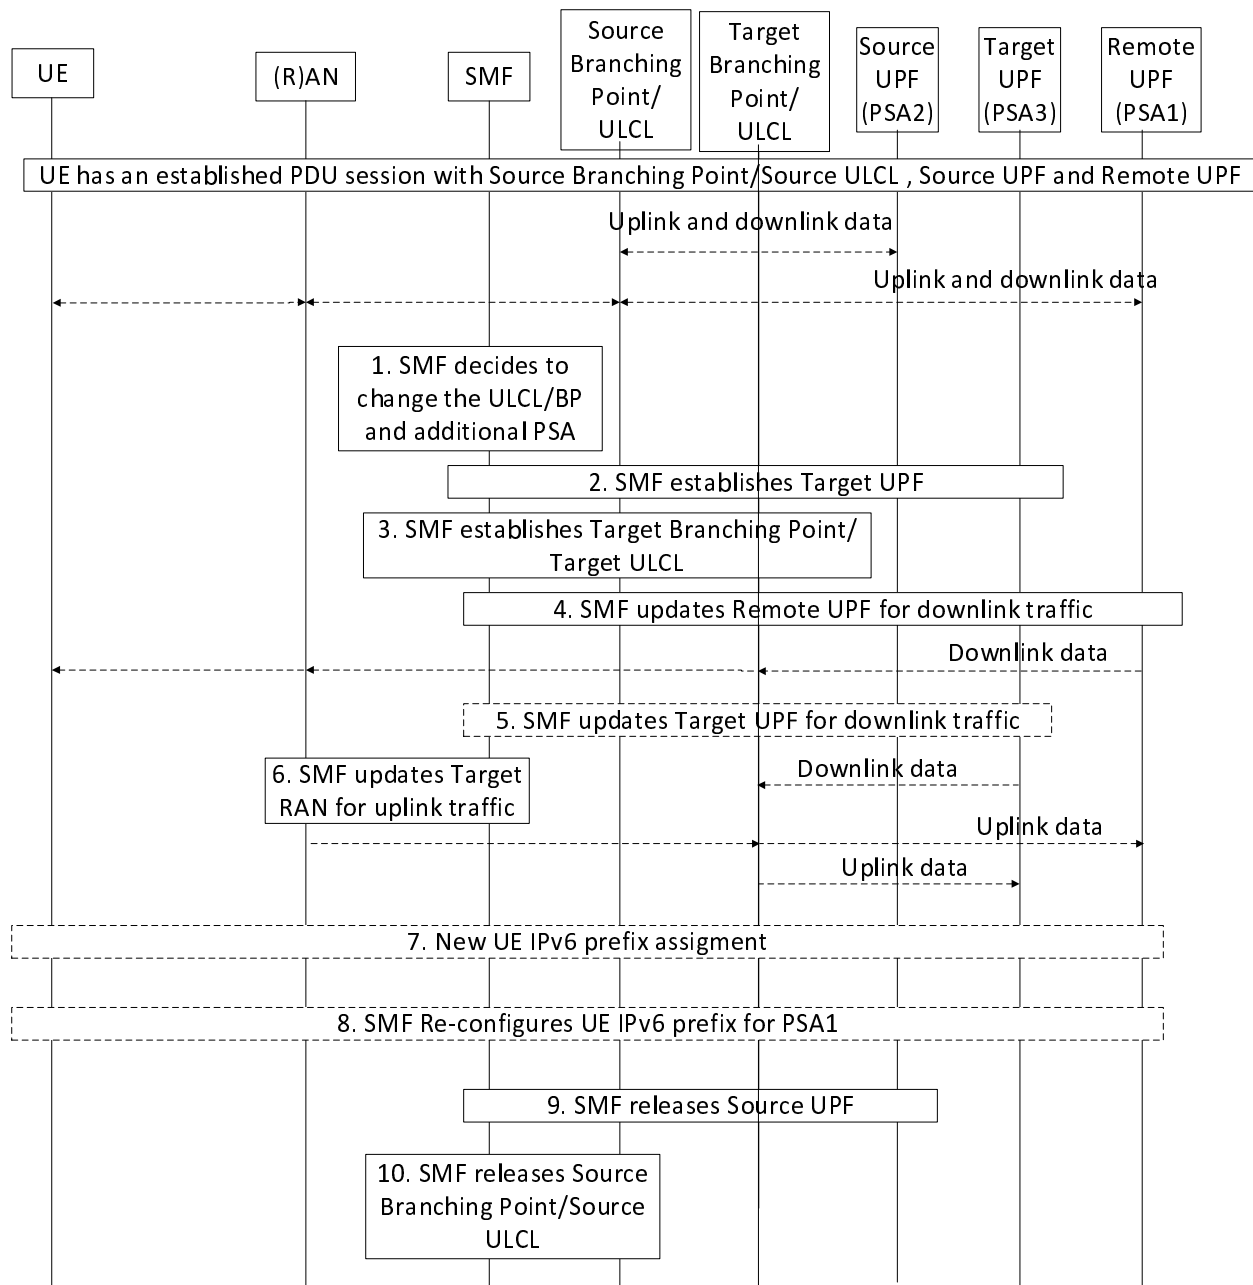 UE
(R)AN
SMF
Source
Branching
Point/
ULCL
Target
Branching
Point/
ULCL
Source
UPF
(PSA2)
Target
UPF
(PSA3)
Remote
UPF
(PSA1)
UE has an established PDU session with Source Branching Point/Source ULCL , Source UPF and Remote UPF
Uplink and downlink data
Uplink and downlink data
1. SMF decides to
change the ULCL/BP
and additional PSA
2. SMF establishes Target UPF
3. SMF establishes Target Branching Point/
Target ULCL
4. SMF updates Remote UPF for downlink traffic
Downlink data
5. SMF updates Target UPF for downlink traffic
6. SMF updates Target
RAN for uplink traffic
Downlink data
Uplink data
Uplink data
7. New UE IPv6 prefix assigment
8. SMF Re-configures UE IPv6 prefix for PSA1
9. SMF releases Source UPF
10. SMF releases Source
Branching Point/Source
ULCL